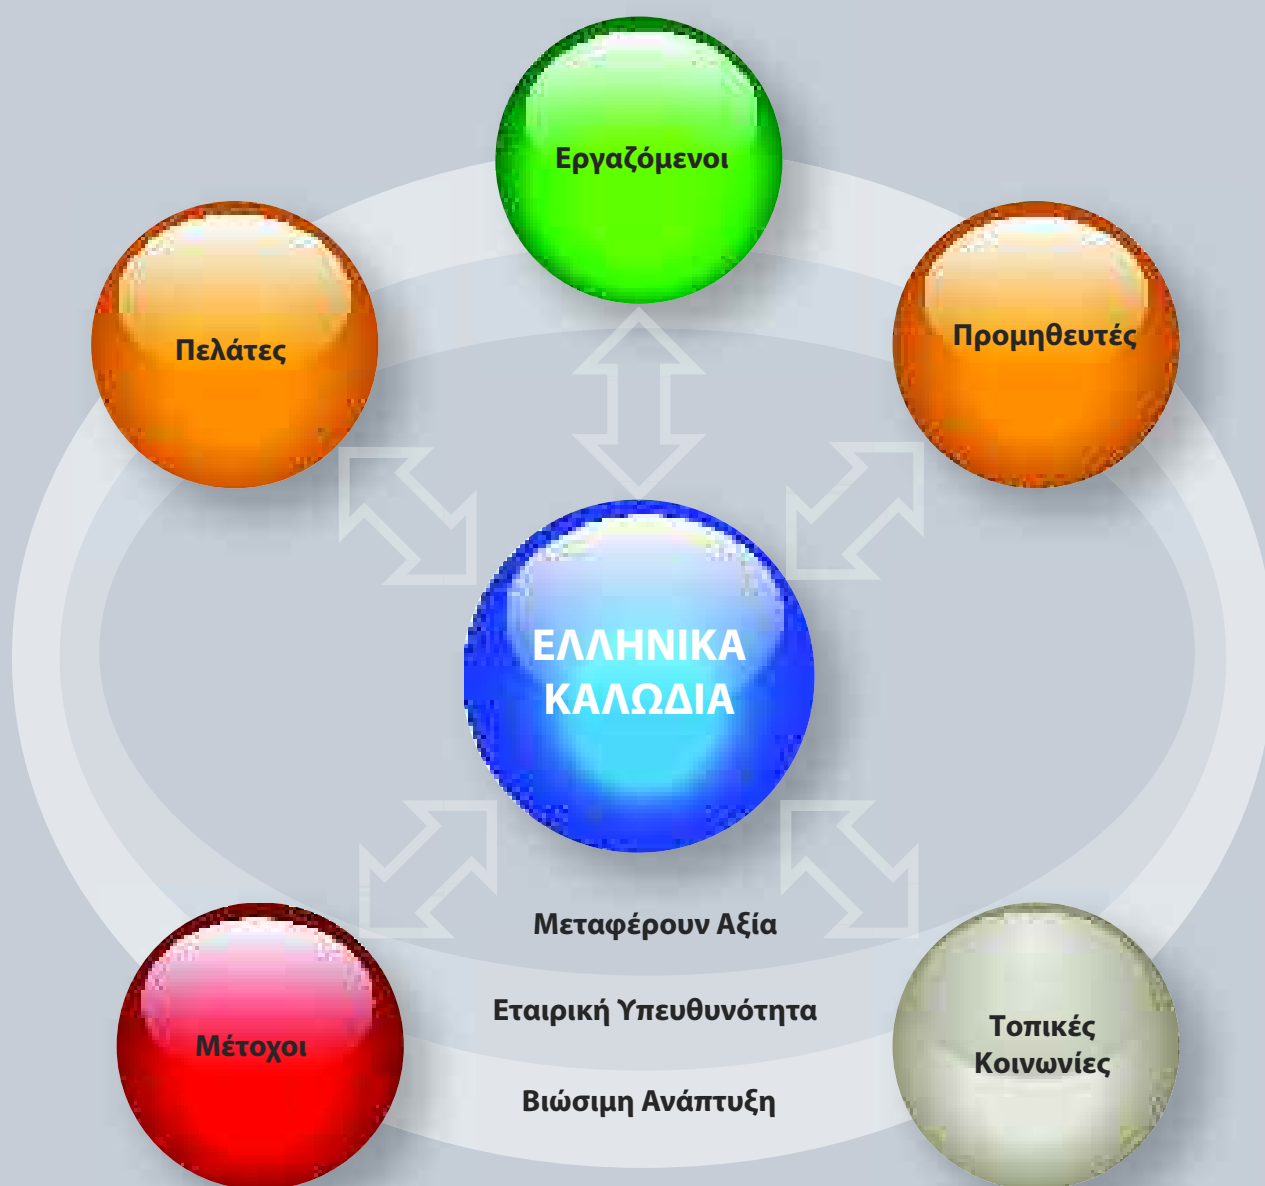 Εργαζόμενοι
Πελάτες
Προμηθευτές
ΕΛΛΗΝΙΚΑ
ΚΑΛΩΔΙΑ
Μεταφέρουν Αξία
Εταιρική Υπευθυνότητα
Βιώσιμη Ανάπτυξη
Μέτοχοι
Τοπικές
Κοινωνίες